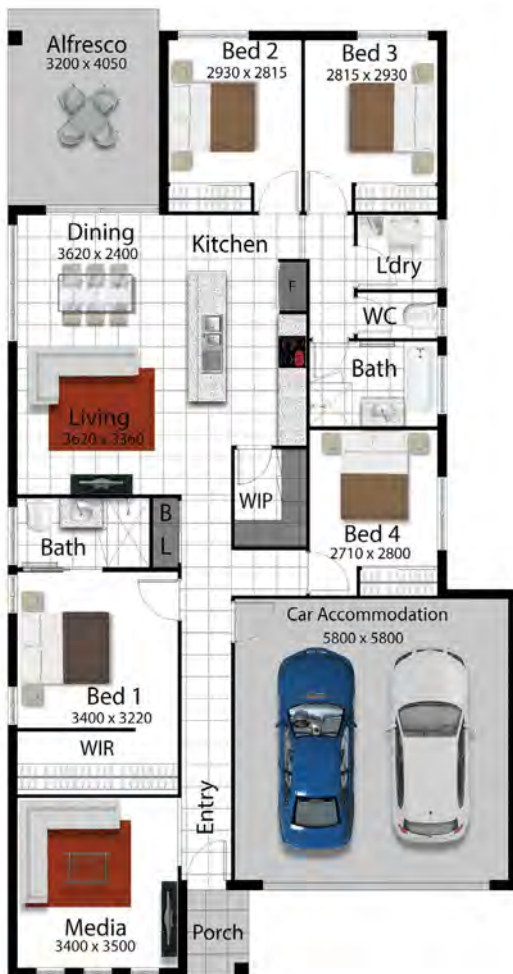 Alfresco
3200 x 4050
Bed 2
2930 x 2815
Bed 3
2815 x 2930
Dining
3620 x 2400
Kitchen
L'dry
F
WC
Bath
Living
3620 x 3360
WIP
B
L
Bath
Bed 4
2710 x 2800
Car Accommodation
5800 x 5800
Bed 1
3400 x 3220
WIR
Entry
Media
3400 x 3500
Porch